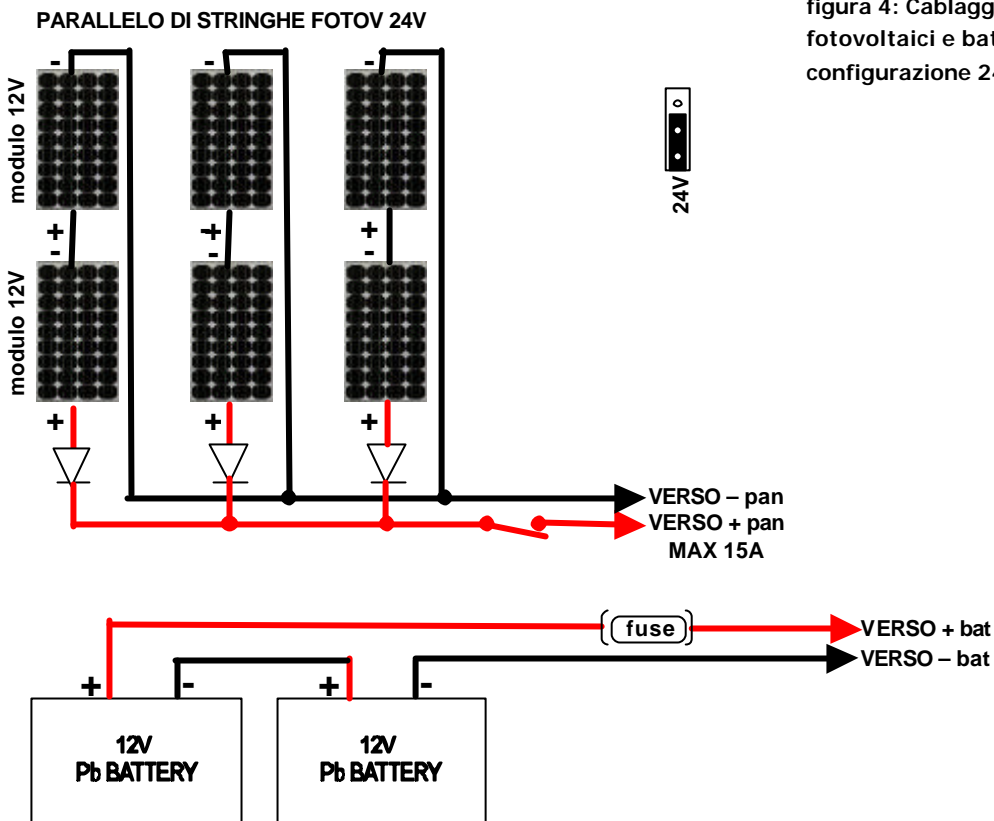 PARALLELO DI STRINGHE FOTOV 24V
figura 4: Cablagg
fotovoltaici e bat
configurazione 24
modulo 12V
- - -
+ + +
- - -
modulo 12V
+ + +
24V
VERSO – pan
VERSO + pan
MAX 15A
fuse
VERSO + bat
VERSO – bat
+ - + -
12V
Pb BATTERY
12V
Pb BATTERY